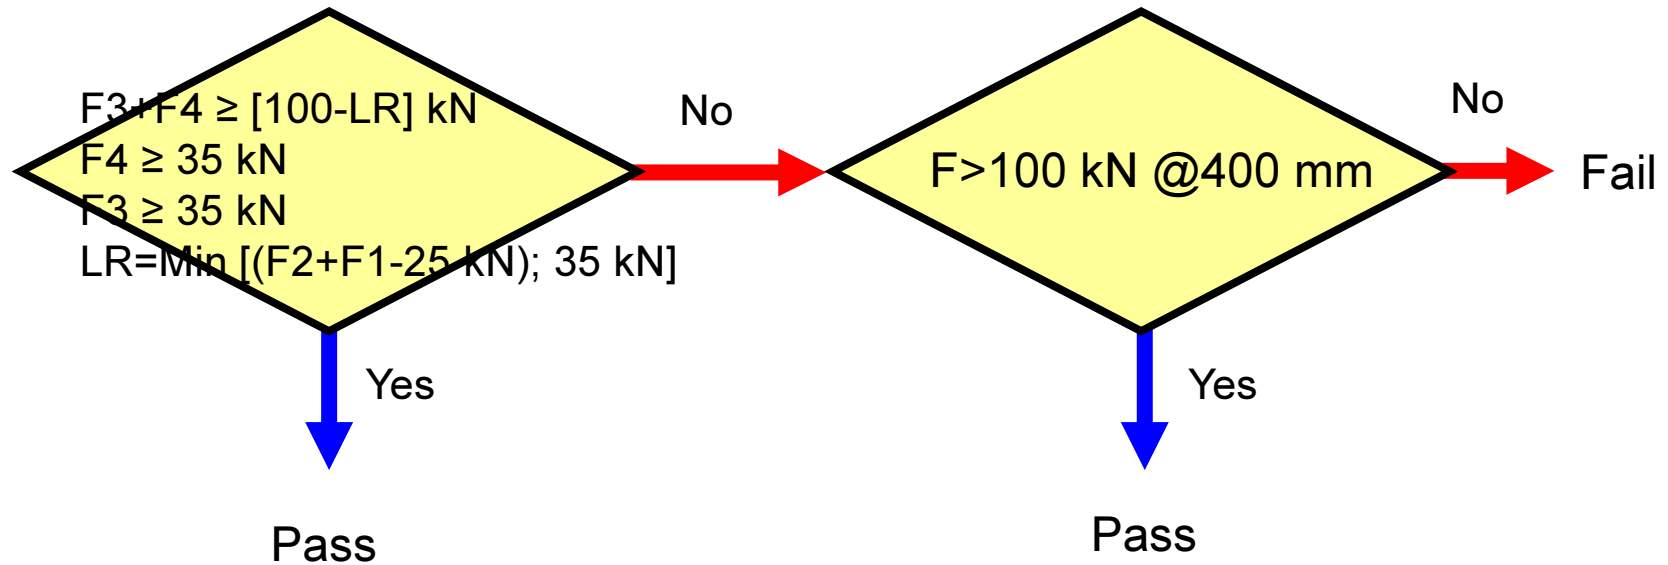 F3+F4 ≥ [100-LR] kN
F4 ≥ 35 kN
F3 ≥ 35 kN
LR=Min [(F2+F1-25 kN); 35 kN]
No
F>100 kN @400 mm
No
Fail
Yes
Yes
Pass
Pass